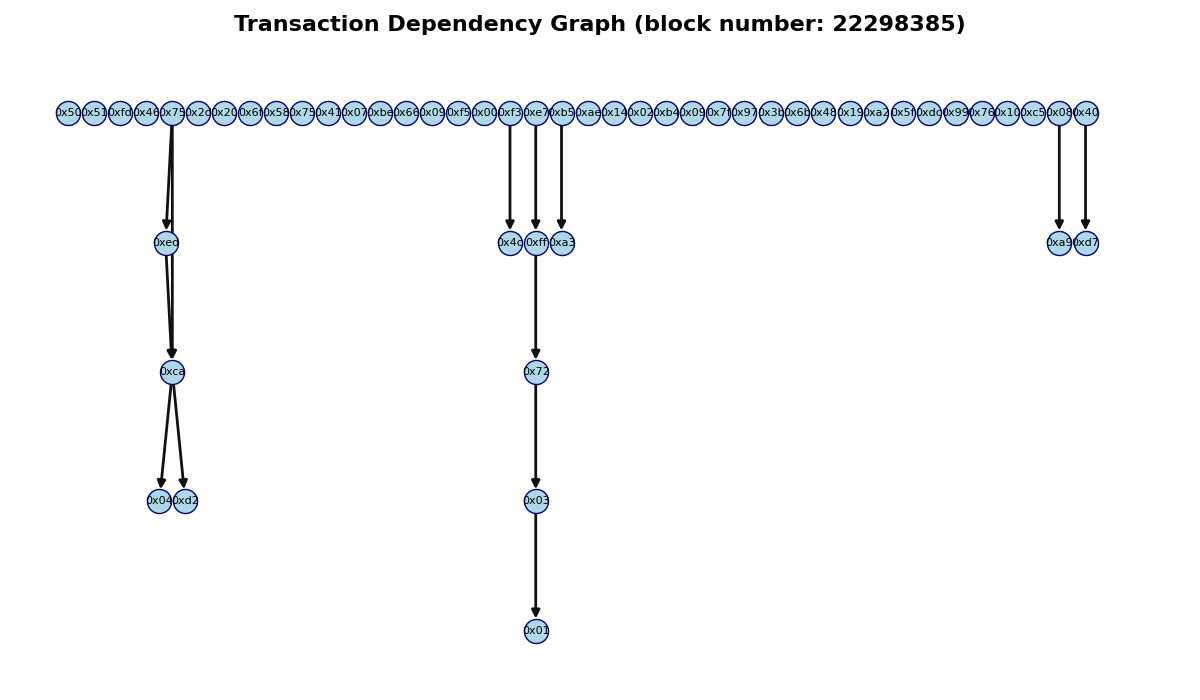 Transaction Dependency Graph (block number: 22298385)
0x50 0x51 0xfd 0x46 0x75 0x2d 0x20 0x6f 0x58 0x75 0x41 0x07 0xbe 0x66 0x09 0xf5 0x00 0xf3 0xe7 0xb5 0xae 0x14 0x02 0xb4 0x09 0x7f 0x97 0x3b 0x6b 0x48 0x19 0xa2 0x5f 0xdc 0x99 0x76 0x10 0xc5 0x08 0x40
0xed 0x4c 0xff 0xa3 0xa9 0xd7
0xca 0x72
0x04 0xd2 0x03
0x01